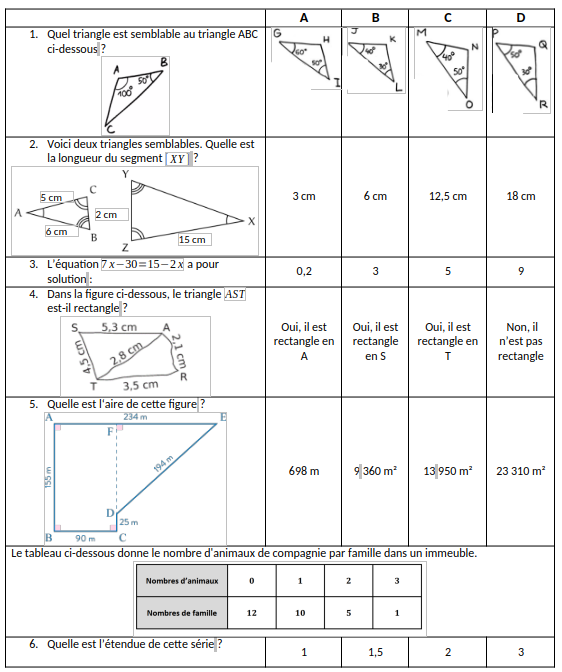 A B C D
1. Quel triangle est semblable au triangle ABC
ci-dessous ?
A B C 50° 100°
G H I 60° 50°
J K L 40° 30°
M N O 40° 50°
P Q R 50° 30°
2. Voici deux triangles semblables. Quelle est
la longueur du segment [XY] ?
Y
5 cm C
A 2 cm X
6 cm B
Z 15 cm
3 cm 6 cm 12,5 cm 18 cm
3. L'équation 7x−30=15−2x a pour
solution :
0,2 3 5 9
4. Dans la figure ci-dessous, le triangle AST
est-il rectangle ?
S 5,3 cm A
4,5 cm 2,8 cm 2,1 cm
T 3,5 cm R
Oui, il est
rectangle en
A
Oui, il est
rectangle
en S
Oui, il est
rectangle en
T
Non, il
n'est pas
rectangle
5. Quelle est l'aire de cette figure ?
A 234 m E
F
155 m 194 m
D
25 m
B 90 m C
698 m 9 360 m² 13 950 m² 23 310 m²
Le tableau ci-dessous donne le nombre d'animaux de compagnie par famille dans un immeuble.
Nombres d'animaux 0 1 2 3
Nombres de famille 12 10 5 1
6. Quelle est l'étendue de cette série ?
1 1,5 2 3